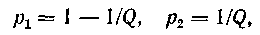 p₁ = 1 — 1/Q, p₂ = 1/Q,